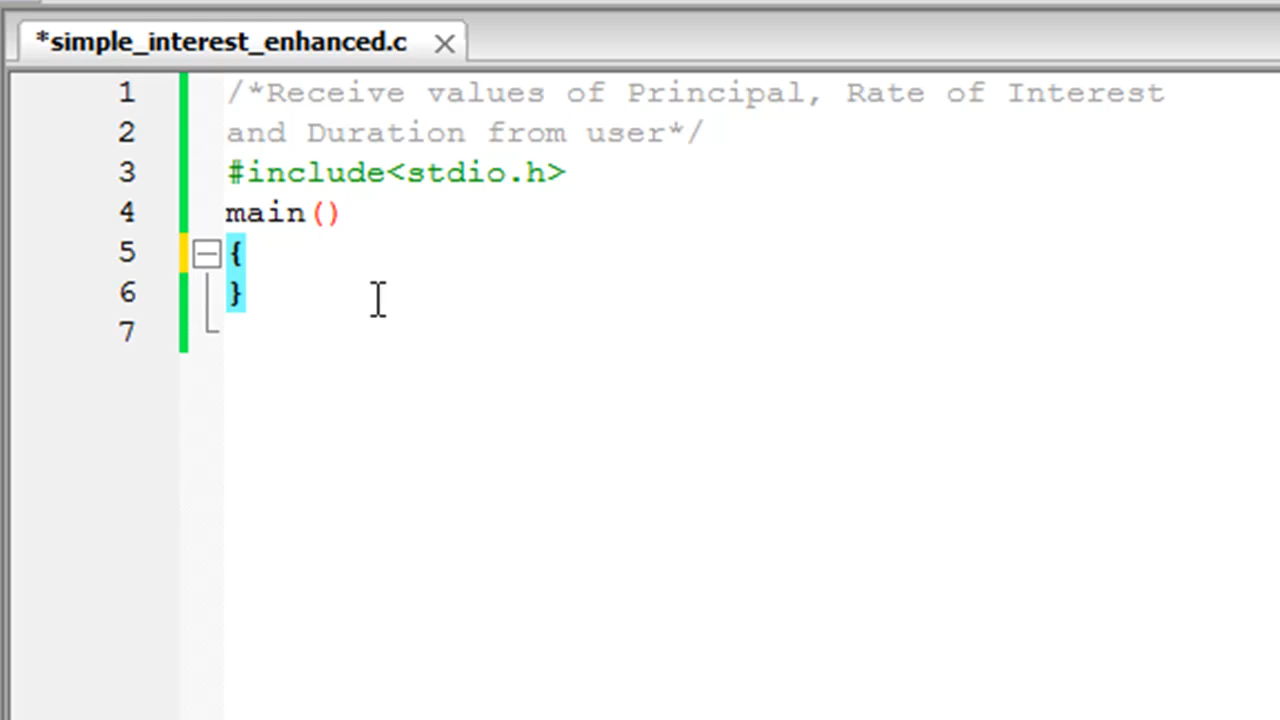 *simple_interest_enhanced.c
1 /*Receive values of Principal, Rate of Interest
2 and Duration from user*/
3 #include<stdio.h>
4 main()
5 {
6 }
7